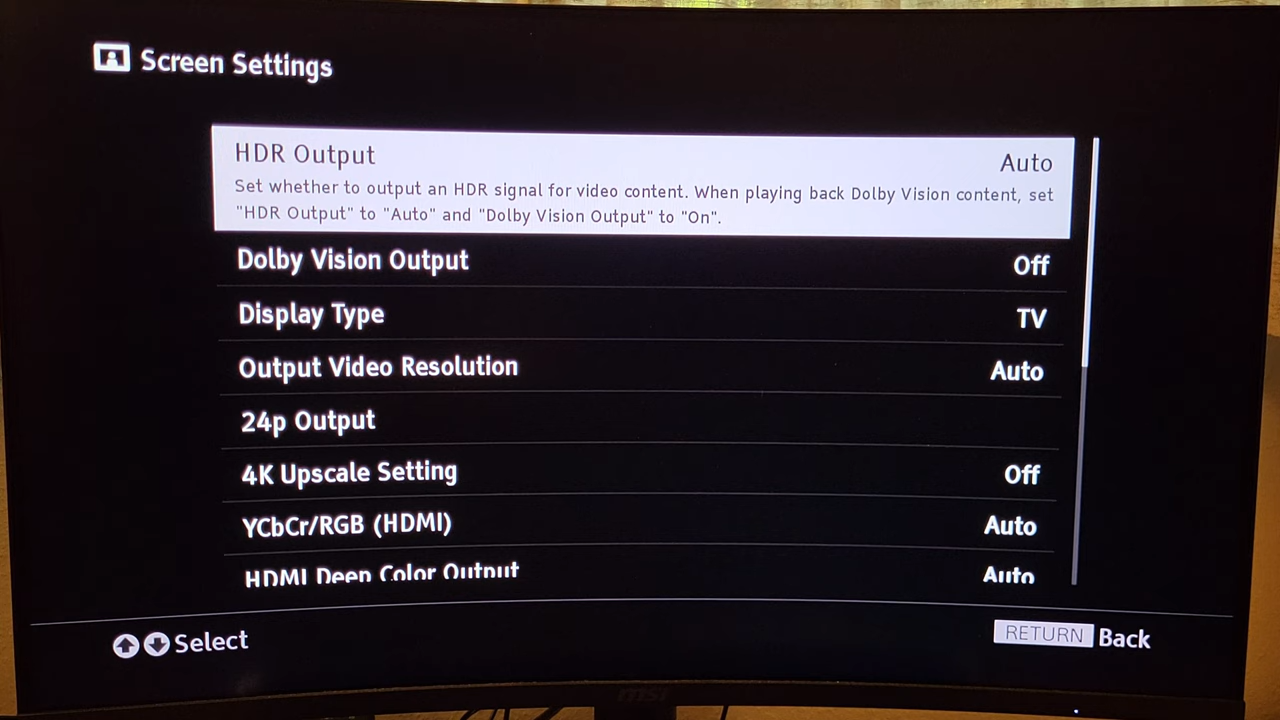 Screen Settings
HDR Output Auto
Set whether to output an HDR signal for video content. When playing back Dolby Vision content, set
"HDR Output" to "Auto" and "Dolby Vision Output" to "On".
Dolby Vision Output Off
Display Type TV
Output Video Resolution Auto
24p Output
4K Upscale Setting Off
YCbCr/RGB (HDMI) Auto
HDMI Deep Color Output Auto
Select
RETURN Back
msi